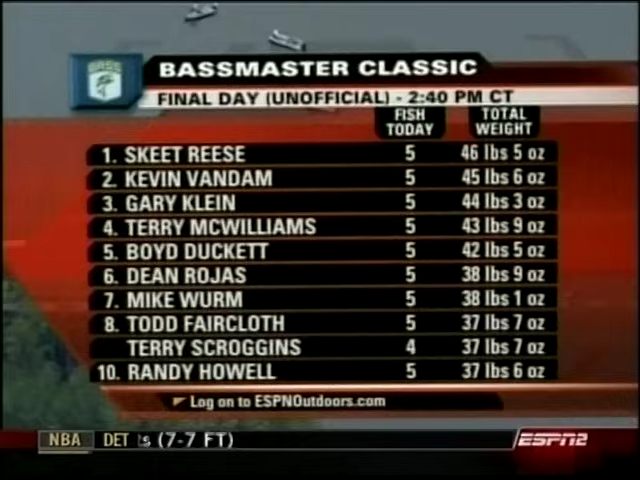 BASS
BASSMASTER CLASSIC
FINAL DAY (UNOFFICIAL) - 2:40 PM CT
FISH TODAY TOTAL WEIGHT
1. SKEET REESE 5 46 lbs 5 oz
2. KEVIN VANDAM 5 45 lbs 6 oz
3. GARY KLEIN 5 44 lbs 3 oz
4. TERRY MCWILLIAMS 5 43 lbs 9 oz
5. BOYD DUCKETT 5 42 lbs 5 oz
6. DEAN ROJAS 5 38 lbs 9 oz
7. MIKE WURM 5 38 lbs 1 oz
8. TODD FAIRCLOTH 5 37 lbs 7 oz
TERRY SCROGGINS 4 37 lbs 7 oz
10. RANDY HOWELL 5 37 lbs 6 oz
Log on to ESPNOutdoors.com
NBA DET (7-7 FT) ESPN2